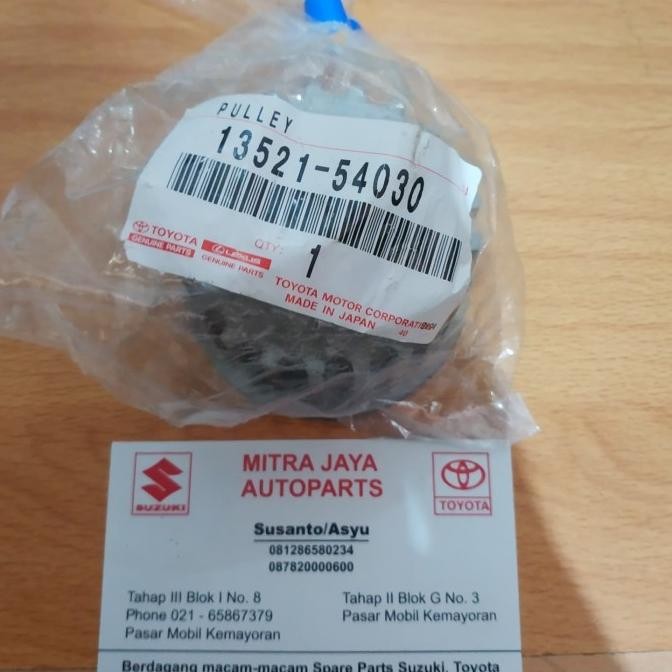 PULLEY
13521-54030
TOYOTA
GENUINE PARTS
LEXUS
GENUINE PARTS
QTY:
1
TOYOTA MOTOR CORPORATION
MADE IN JAPAN
40
SUZUKI
MITRA JAYA
AUTOPARTS
TOYOTA
Susanto/Asyu
081286580234
087820000600
Tahap III Blok I No. 8
Phone 021 - 65867379
Pasar Mobil Kemayoran
Tahap II Blok G No. 3
Pasar Mobil Kemayoran
Berdagang macam-macam Spare Parts Suzuki, Toyota